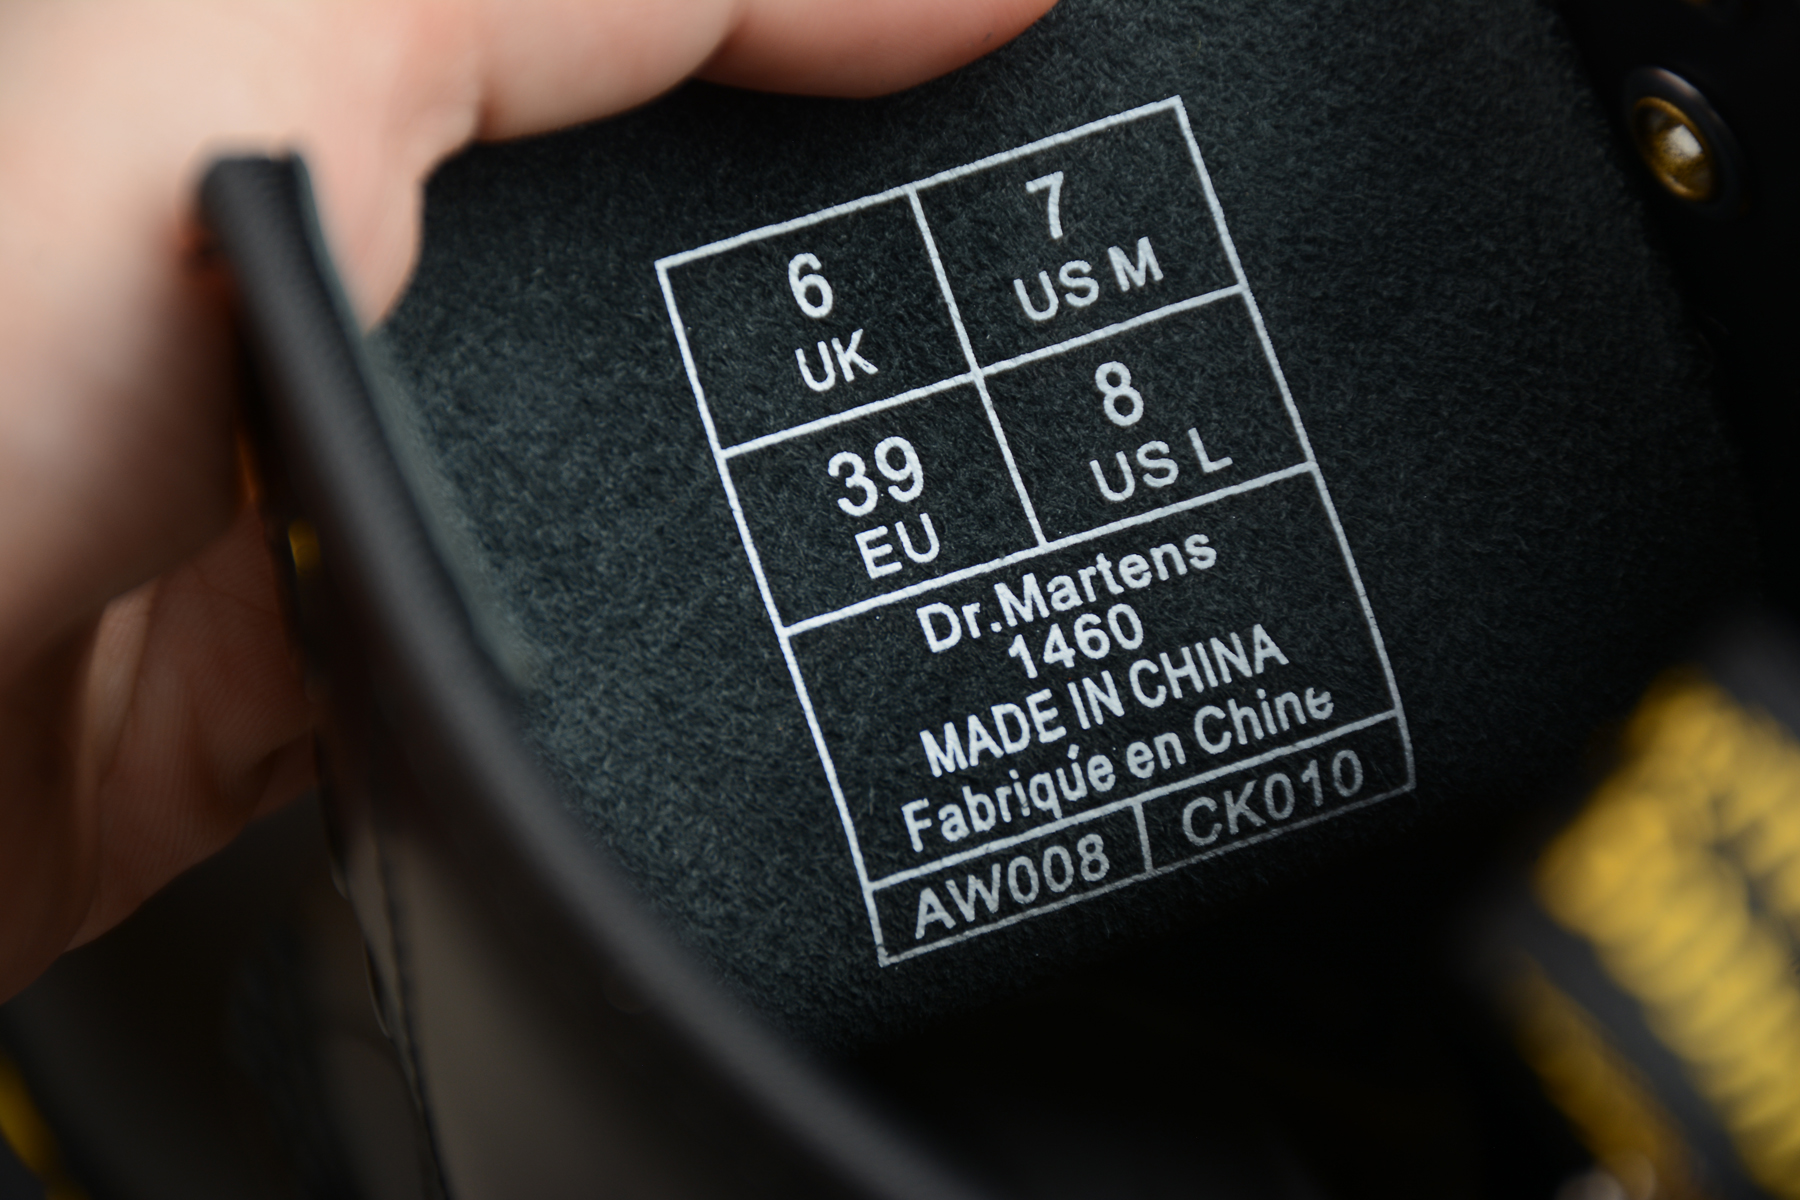 6
UK
7
US M
39
EU
8
US L
Dr.Martens
1460
MADE IN CHINA
Fabriqúe en Chine
AW008
CK010